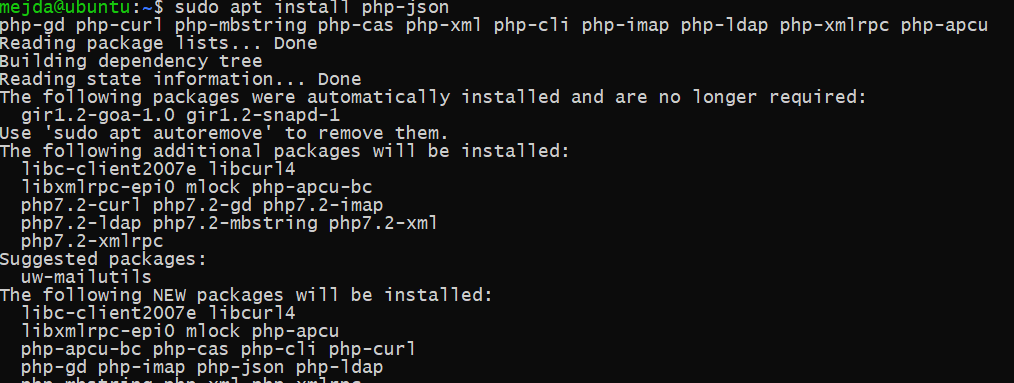 mejda@ubuntu:~$ sudo apt install php-json
php-gd php-curl php-mbstring php-cas php-xml php-cli php-imap php-ldap php-xmlrpc php-apcu
Reading package lists... Done
Building dependency tree
Reading state information... Done
The following packages were automatically installed and are no longer required:
  gir1.2-goa-1.0 gir1.2-snapd-1
Use 'sudo apt autoremove' to remove them.
The following additional packages will be installed:
  libc-client2007e libcurl4
  libxmlrpc-epi0 mlock php-apcu-bc
  php7.2-curl php7.2-gd php7.2-imap
  php7.2-ldap php7.2-mbstring php7.2-xml
  php7.2-xmlrpc
Suggested packages:
  uw-mailutils
The following NEW packages will be installed:
  libc-client2007e libcurl4
  libxmlrpc-epi0 mlock php-apcu
  php-apcu-bc php-cas php-cli php-curl
  php-gd php-imap php-json php-ldap
  php-mbstring php-xml php-xmlrpc